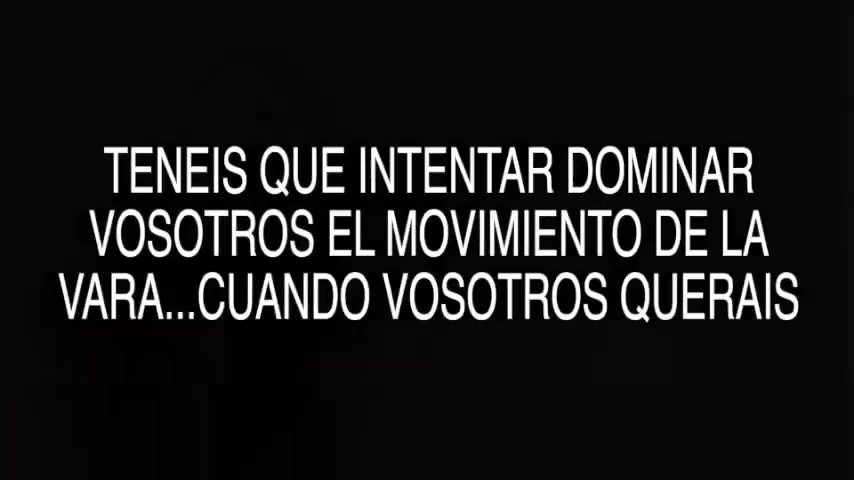 TENEIS QUE INTENTAR DOMINAR
VOSOTROS EL MOVIMIENTO DE LA
VARA...CUANDO VOSOTROS QUERAIS